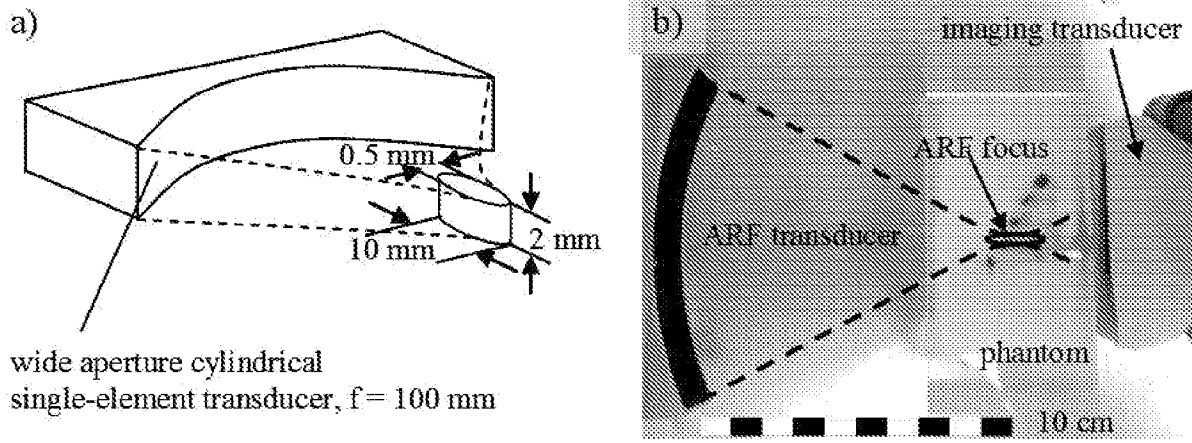 a)
0.5 mm
10 mm
2 mm
wide aperture cylindrical
single-element transducer, f = 100 mm
b)
imaging transducer
ARF focus
ARF transducer
phantom
10 cm